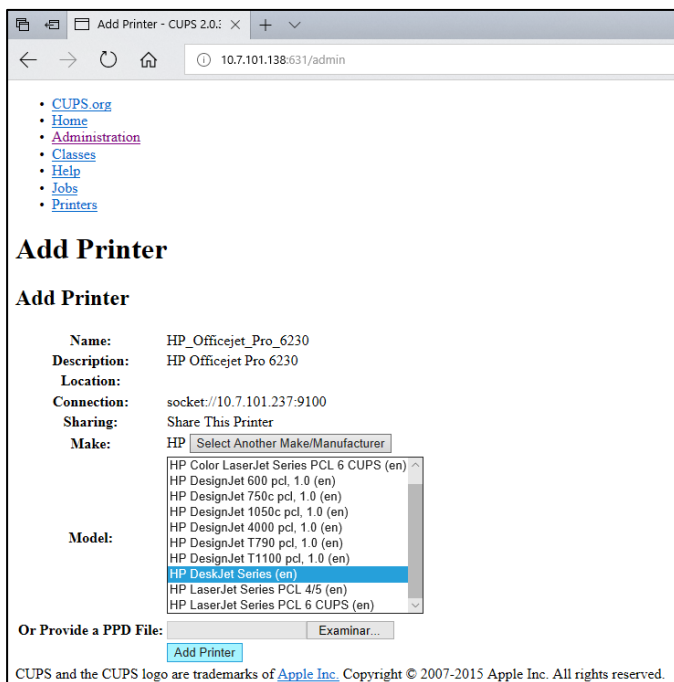 Add Printer - CUPS 2.0.:
10.7.101.138:631/admin
CUPS.org
Home
Administration
Classes
Help
Jobs
Printers
Add Printer
Add Printer
Name: HP_Officejet_Pro_6230
Description: HP Officejet Pro 6230
Location:
Connection: socket://10.7.101.237:9100
Sharing: Share This Printer
Make: HP Select Another Make/Manufacturer
HP Color LaserJet Series PCL 6 CUPS (en)
HP DesignJet 600 pcl, 1.0 (en)
HP DesignJet 750c pcl, 1.0 (en)
HP DesignJet 1050c pcl, 1.0 (en)
HP DesignJet 4000 pcl, 1.0 (en)
Model: HP DesignJet T790 pcl, 1.0 (en)
HP DesignJet T1100 pcl, 1.0 (en)
HP DeskJet Series (en)
HP LaserJet Series PCL 4/5 (en)
HP LaserJet Series PCL 6 CUPS (en)
Or Provide a PPD File: Examinar...
Add Printer
CUPS and the CUPS logo are trademarks of Apple Inc. Copyright © 2007-2015 Apple Inc. All rights reserved.